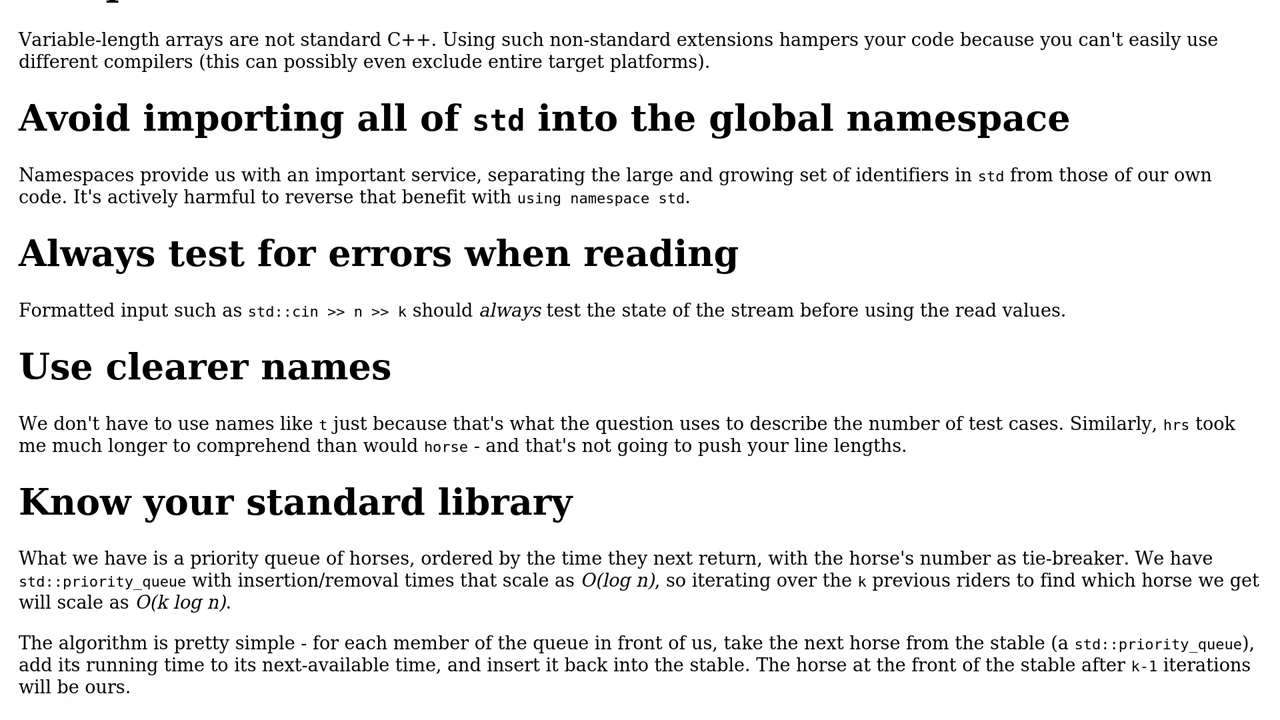 Variable-length arrays are not standard C++. Using such non-standard extensions hampers your code because you can't easily use
different compilers (this can possibly even exclude entire target platforms).
Avoid importing all of std into the global namespace
Namespaces provide us with an important service, separating the large and growing set of identifiers in std from those of our own
code. It's actively harmful to reverse that benefit with using namespace std.
Always test for errors when reading
Formatted input such as std::cin >> n >> k should always test the state of the stream before using the read values.
Use clearer names
We don't have to use names like t just because that's what the question uses to describe the number of test cases. Similarly, hrs took
me much longer to comprehend than would horse - and that's not going to push your line lengths.
Know your standard library
What we have is a priority queue of horses, ordered by the time they next return, with the horse's number as tie-breaker. We have
std::priority_queue with insertion/removal times that scale as O(log n), so iterating over the k previous riders to find which horse we get
will scale as O(k log n).
The algorithm is pretty simple - for each member of the queue in front of us, take the next horse from the stable (a std::priority_queue),
add its running time to its next-available time, and insert it back into the stable. The horse at the front of the stable after k-1 iterations
will be ours.